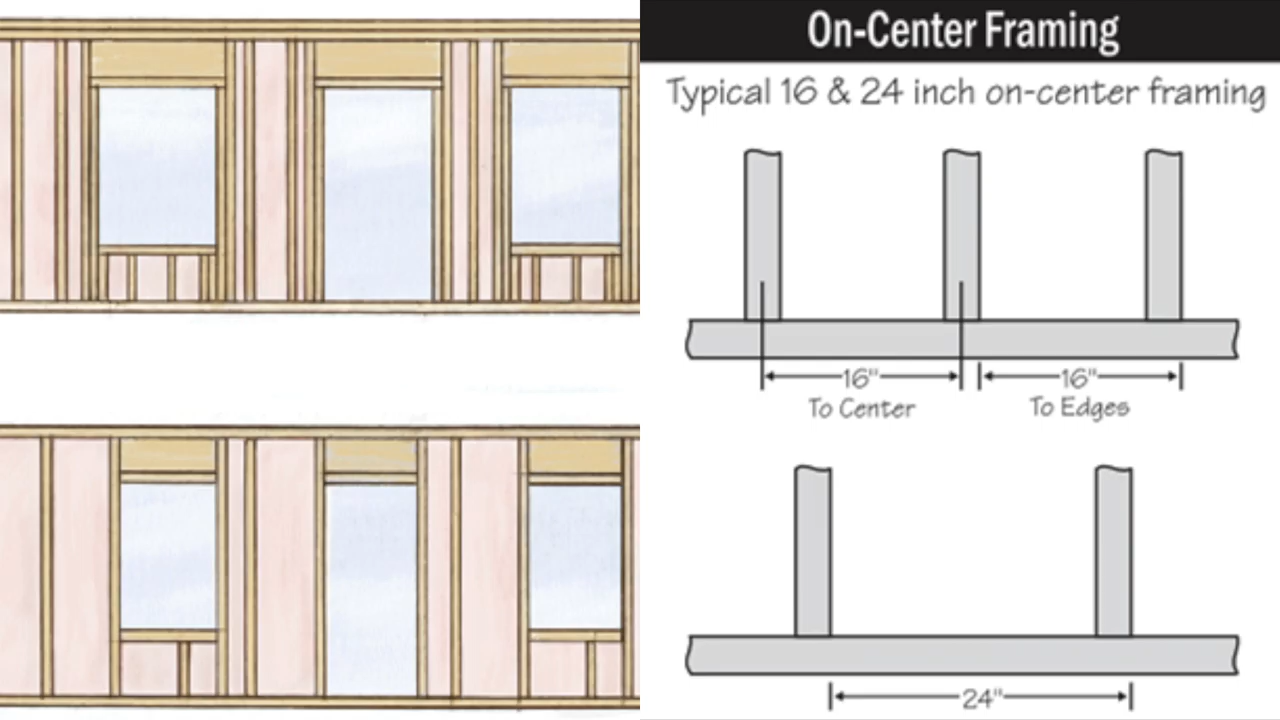 On-Center Framing
Typical 16 & 24 inch on-center framing
16" 16"
To Center To Edges
24"